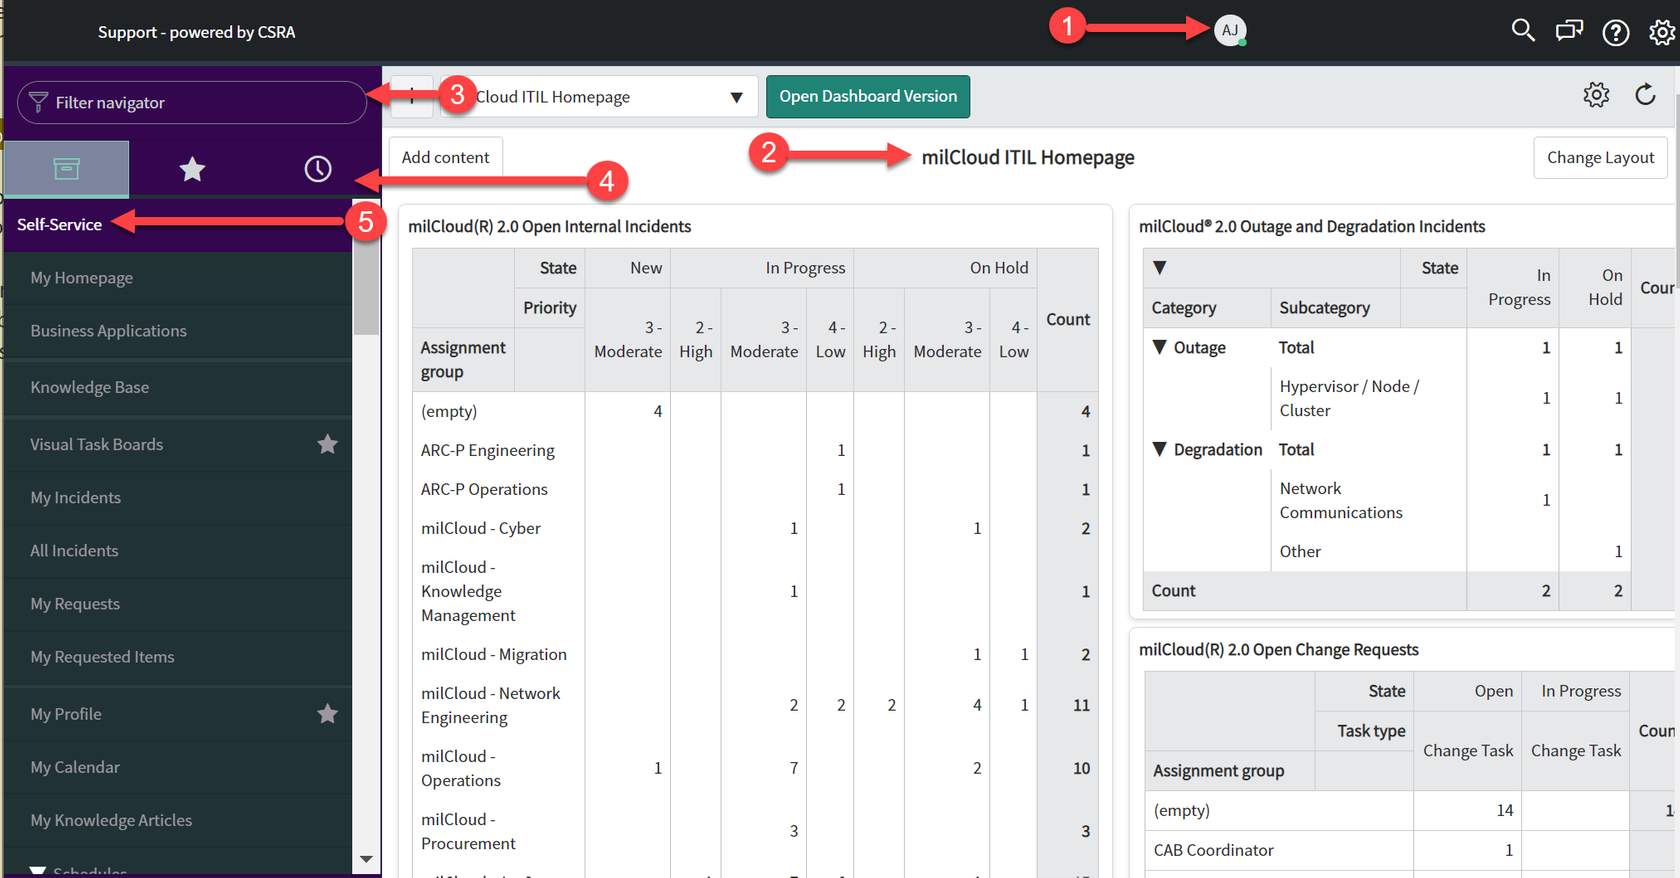 Support - powered by CSRA
1
AJ
Filter navigator
3
Cloud ITIL Homepage
Open Dashboard Version
Add content
2
milCloud ITIL Homepage
Change Layout
4
Self-Service
5
My Homepage
Business Applications
Knowledge Base
Visual Task Boards
My Incidents
All Incidents
My Requests
My Requested Items
My Profile
My Calendar
My Knowledge Articles
Schedules
milCloud(R) 2.0 Open Internal Incidents
State New In Progress On Hold
Priority
Count
3 - 2 - 3 - 4 - 2 - 3 - 4 -
Moderate High Moderate Low High Moderate Low
Assignment
group
(empty) 4 4
ARC-P Engineering 1 1
ARC-P Operations 1 1
milCloud - Cyber 1 1 2
milCloud -
Knowledge
Management
1 1
milCloud - Migration 1 1 2
milCloud - Network
Engineering
2 2 2 4 1 11
milCloud -
Operations
1 7 2 10
milCloud -
Procurement
3 3
milCloud® 2.0 Outage and Degradation Incidents
State In
Progress
On
Hold
Coun
Category Subcategory
Outage Total 1 1
Hypervisor / Node /
Cluster
1 1
Degradation Total 1 1
Network
Communications
1
Other 1
Count 2 2
milCloud(R) 2.0 Open Change Requests
State Open In Progress
Task type
Coun
Change Task Change Task
Assignment group
(empty) 14
CAB Coordinator 1